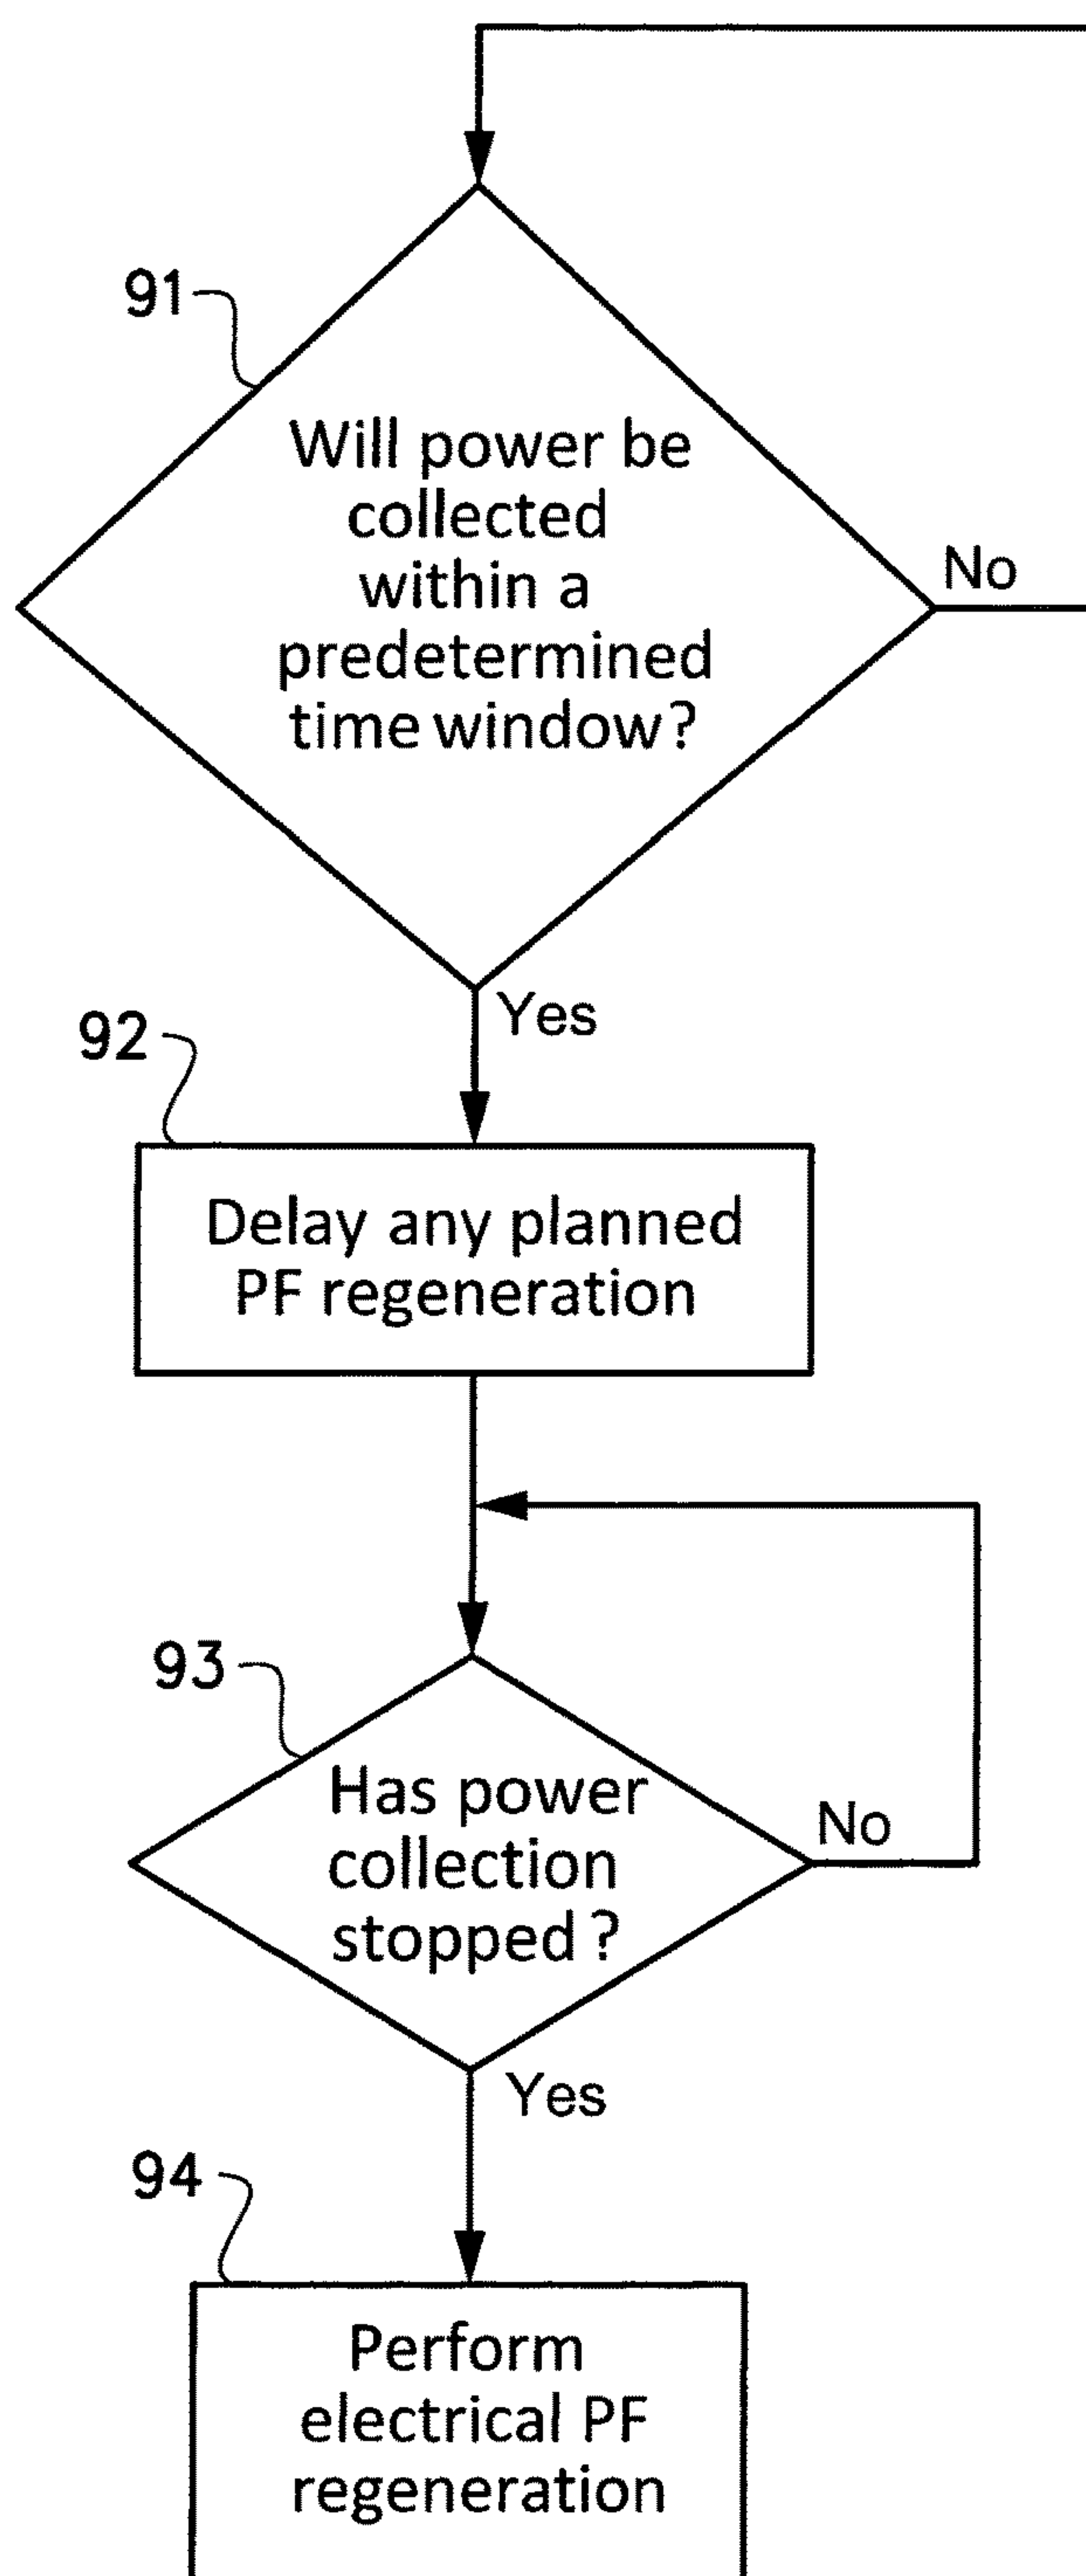 91
Will power be
collected
within a
predetermined
time window?
No
Yes
92
Delay any planned
PF regeneration
93
Has power
collection
stopped?
No
Yes
94
Perform
electrical PF
regeneration